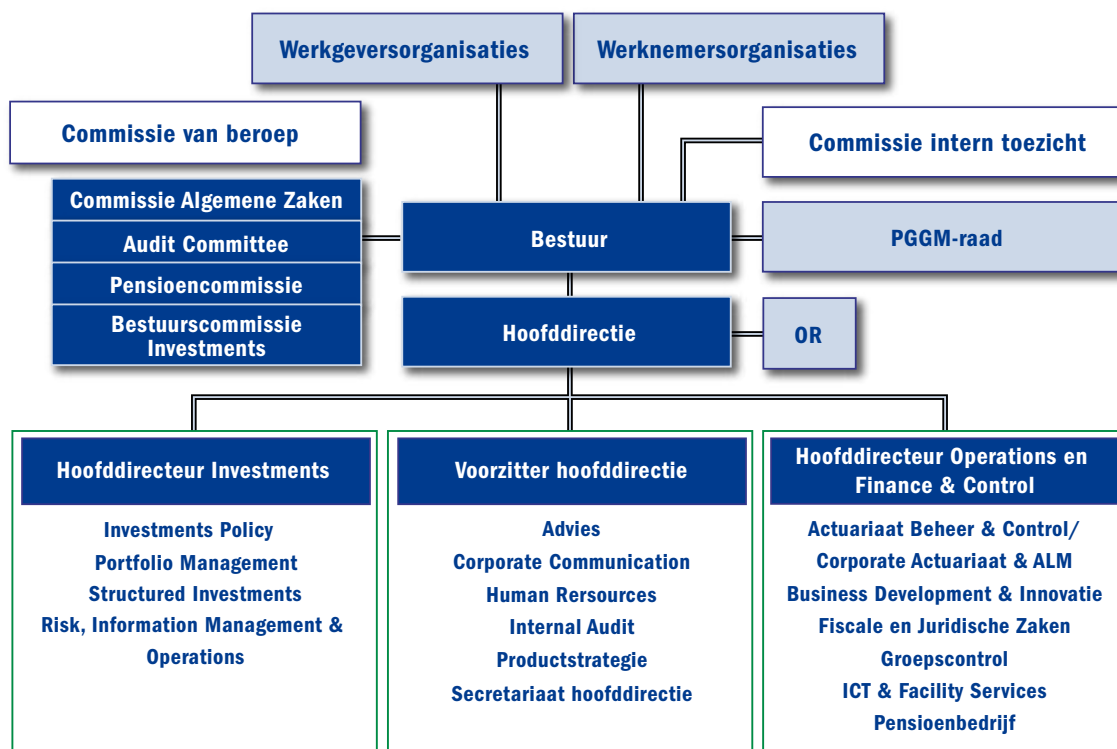 Werkgeversorganisaties
Werknemersorganisaties
Commissie van beroep
Commissie intern toezicht
Commissie Algemene Zaken
Audit Committee
Pensioencommissie
Bestuurscommissie
Investments
Bestuur
PGGM-raad
Hoofddirectie
OR
Hoofddirecteur Investments
Investments Policy
Portfolio Management
Structured Investments
Risk, Information Management &
Operations
Voorzitter hoofddirectie
Advies
Corporate Communication
Human Rersources
Internal Audit
Productstrategie
Secretariaat hoofddirectie
Hoofddirecteur Operations en
Finance & Control
Actuariaat Beheer & Control/
Corporate Actuariaat & ALM
Business Development & Innovatie
Fiscale en Juridische Zaken
Groepscontrol
ICT & Facility Services
Pensioenbedrijf